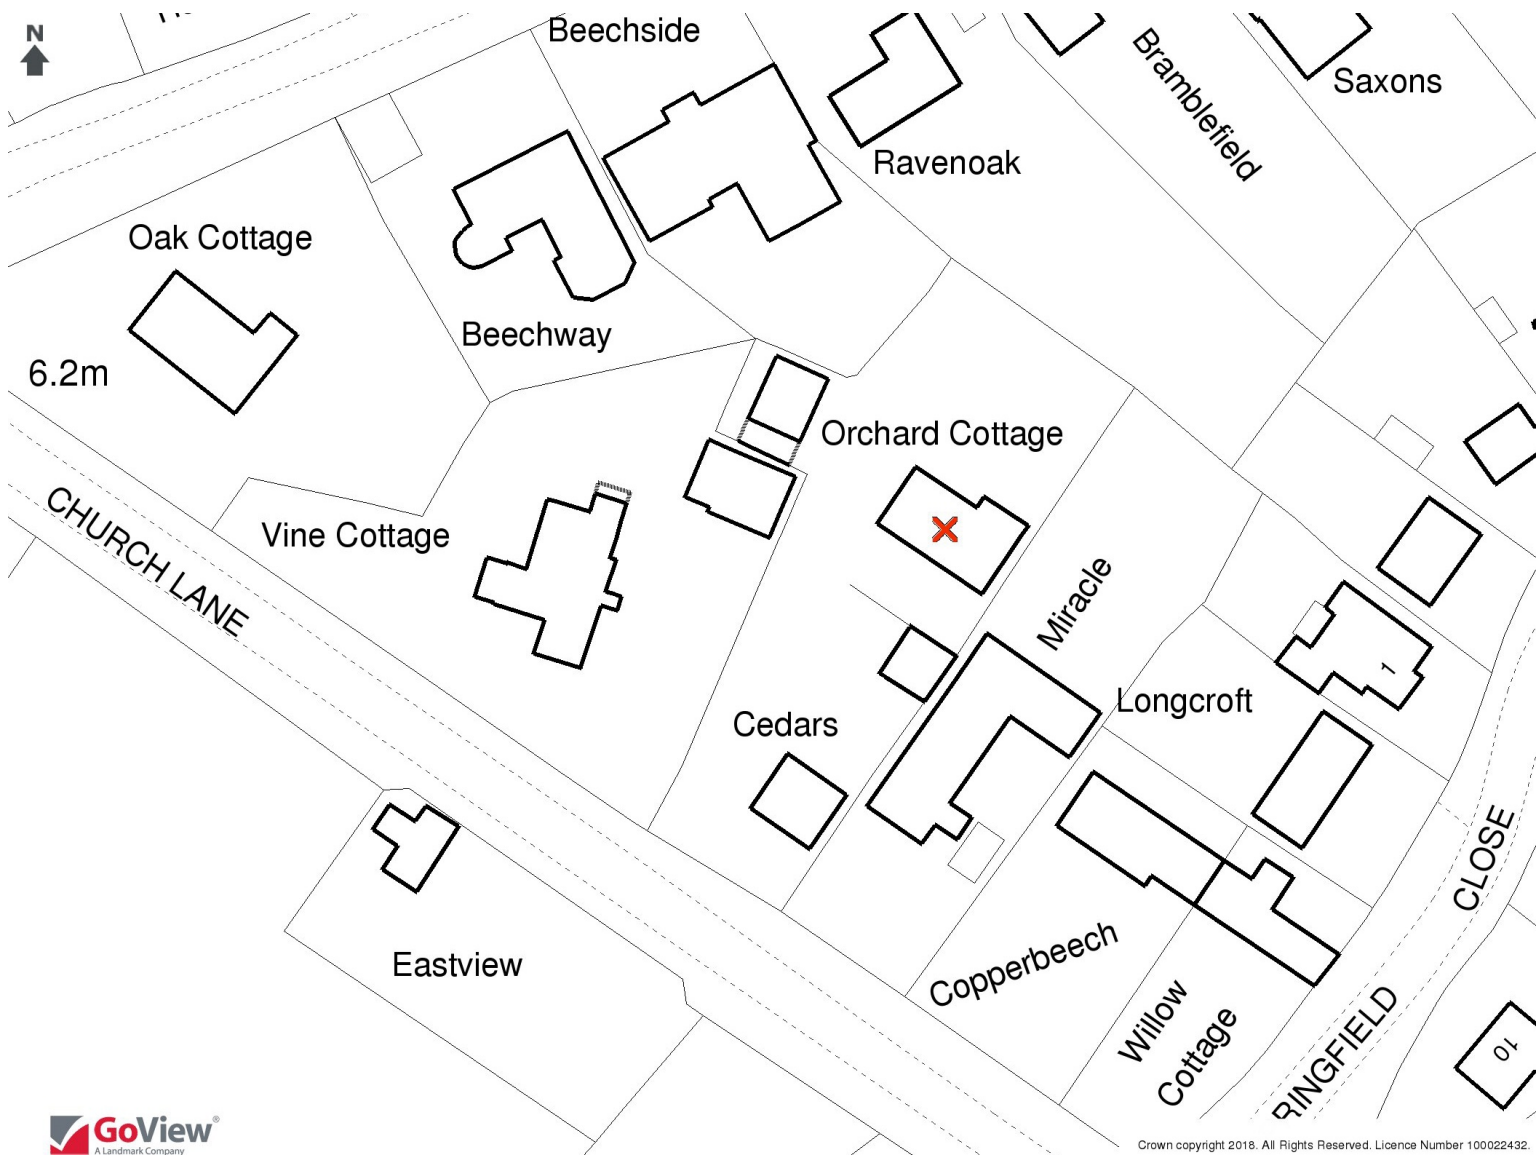 N
Beechside
Saxons
Bramblefield
Ravenoak
Oak Cottage
Beechway
6.2m
Orchard Cottage
CHURCH LANE
Vine Cottage
Miracle
1
Longcroft
Cedars
CLOSE
Eastview
Copperbeech
Willow
Cottage
RINGFIELD
10
GoView®
A Landmark Company
Crown copyright 2018. All Rights Reserved. Licence Number 100022432.